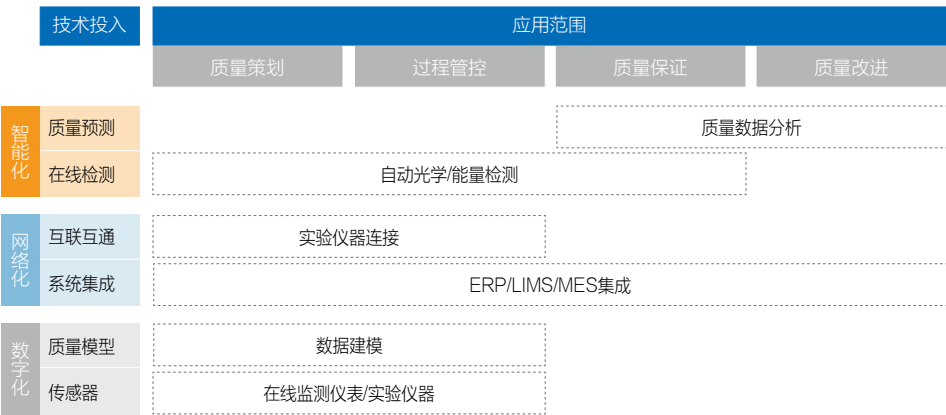 技术投入
应用范围
质量策划
过程管控
质量保证
质量改进
智能化
质量预测
质量数据分析
在线检测
自动光学/能量检测
网络化
互联互通
实验仪器连接
系统集成
ERP/LIMS/MES集成
数字化
质量模型
数据建模
传感器
在线监测仪表/实验仪器